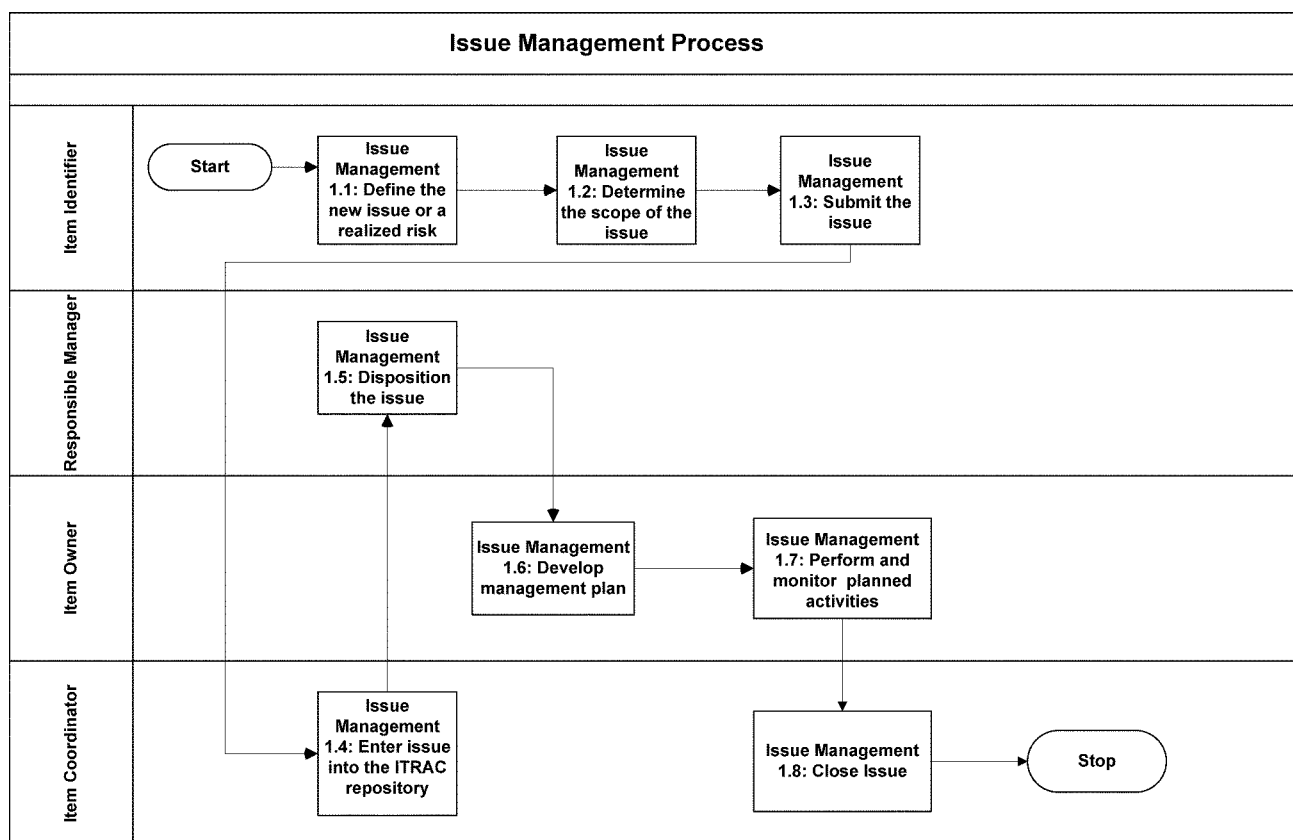 Issue Management Process
Item Identifier
Start
Issue
Management
1.1: Define the
new issue or a
realized risk
Issue
Management
1.2: Determine
the scope of the
issue
Issue
Management
1.3: Submit the
issue
Responsible Manager
Issue
Management
1.5: Disposition
the issue
Item Owner
Issue Management
1.6: Develop
management plan
Issue Management
1.7: Perform and
monitor planned
activities
Item Coordinator
Issue
Management
1.4: Enter issue
into the ITRAC
repository
Issue Management
1.8: Close Issue
Stop